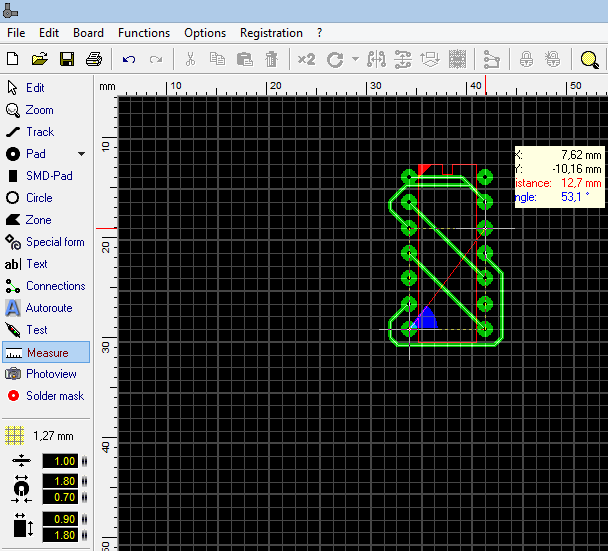 File Edit Board Functions Options Registration ?
×2
mm 10 20 30 40 50
Edit
Zoom
Track
Pad
SMD-Pad
Circle
Zone
Special form
ab| Text
Connections
A Autoroute
Test
Measure
Photoview
Solder mask
10
20
30
40
50
X: 7,62 mm
Y: -10,16 mm
istance: 12,7 mm
ngle: 53,1 °
1,27 mm
1.00
1.80
0.70
0.90
1.80